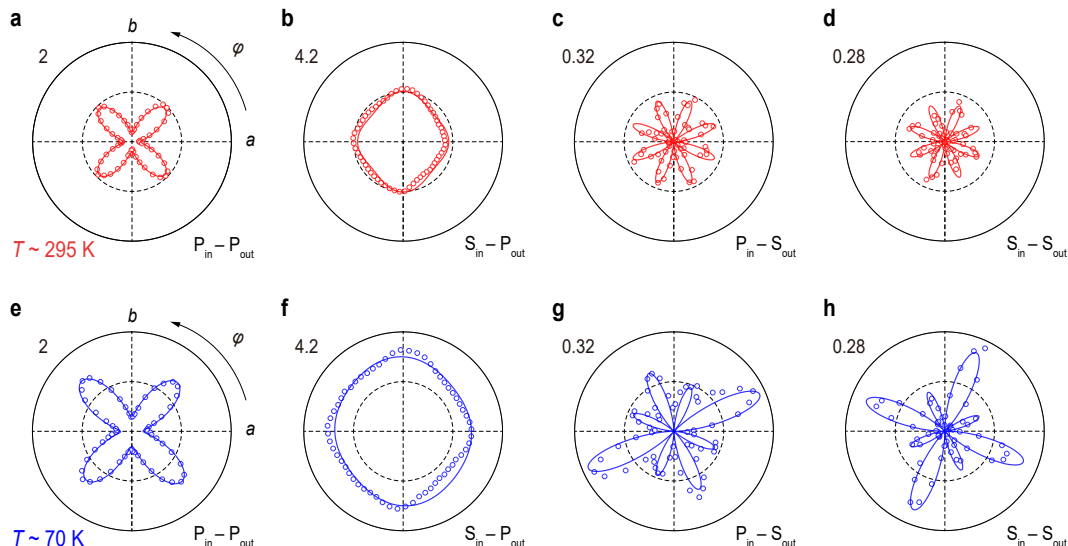 a b c d
b
φ
2 4.2 0.32 0.28
a
T ~ 295 K P_in – P_out S_in – P_out P_in – S_out S_in – S_out
e f g h
b
φ
2 4.2 0.32 0.28
a
T ~ 70 K P_in – P_out S_in – P_out P_in – S_out S_in – S_out